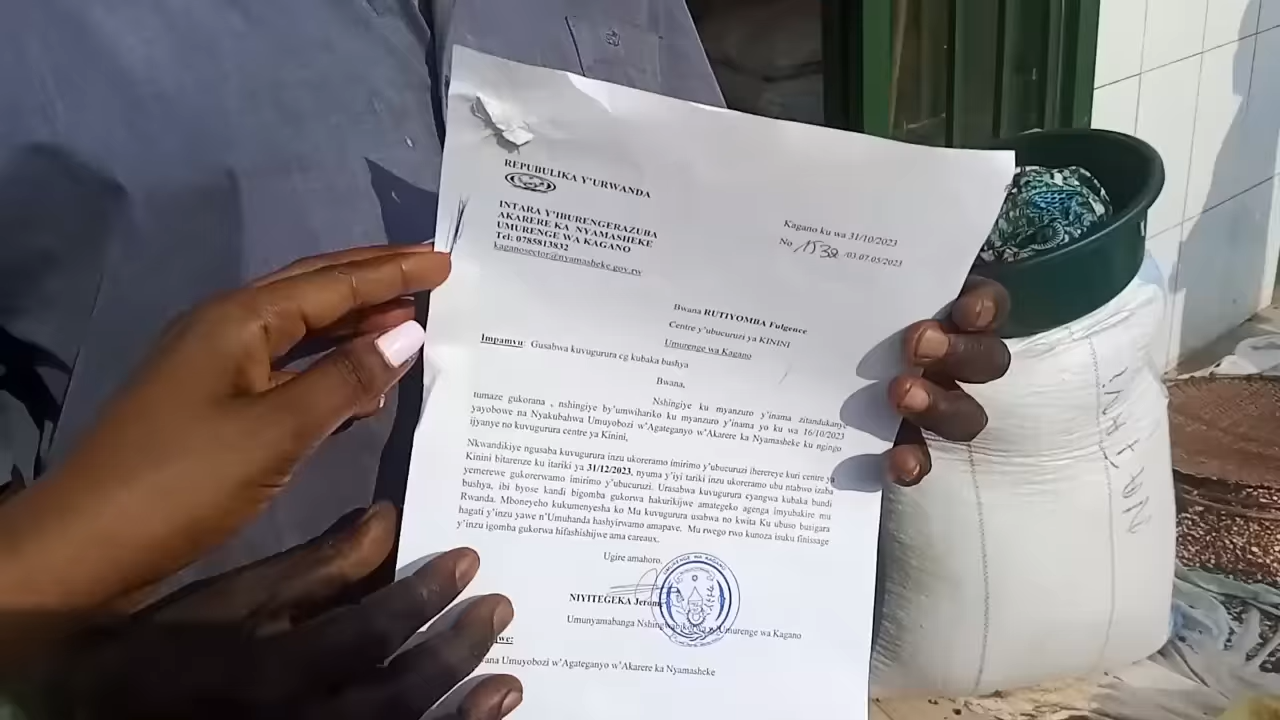 REPUBULIKA Y'URWANDA
INTARA Y'IBURENGERAZUBA
AKARERE KA NYAMASHEKE
UMURENGE WA KAGANO
Tel: 0785813832
kaganosector@nyamasheke.gov.rw
Kagano ku wa 31/10/2023
No 1532 /03.07.05/2023
Bwana RUTIYOMBA Fulgence
Centre y'ubucuruzi ya KININI
Umurenge wa Kagano
Impamvu: Gusabwa kuvugurura cg kubaka bushya
Bwana,
Nshingiye ku myanzuro y'inama zitandukanye
tumaze gukorana , nshingiye by'umwihariko ku myanzuro y'inama yo ku wa 16/10/2023
yayobowe na Nyakubahwa Umuyobozi w'Agateganyo w'Akarere ka Nyamasheke ku ngingo
ijyanye no kuvugurura centre ya Kinini,
Nkwandikiye ngusaba kuvugurura inzu ukoreramo imirimo y'ubucuruzi iherereye kuri centre ya
Kinini bitarenze ku itariki ya 31/12/2023, nyuma y'iyi tariki inzu ukoreramo ubu ntabwo izaba
yemerewe gukorerwamo imirimo y'ubucuruzi. Urasabwa kuvugurura cyangwa kubaka bundi
bushya, ibi byose kandi bigomba gukorwa hakurikijwe amategeko agenga imyubakire mu
Rwanda. Mboneyeho kukumenyesha ko Mu kuvugurura usabwa no kwita Ku ubuso busigara
hagati y'inzu yawe n'Umuhanda hashyirwamo amapave. Mu rwego rwo kunoza isuku finissage
y'inzu igomba gukorwa hifashishijwe ama careaux.
Ugire amahoro.
NIYITEGEKA Jerome
Umunyamabanga Nshingwabikorwa w'Umurenge wa Kagano
UMURENGE WA KAGANO
Umuyobozi w'Agateganyo w'Akarere ka Nyamasheke